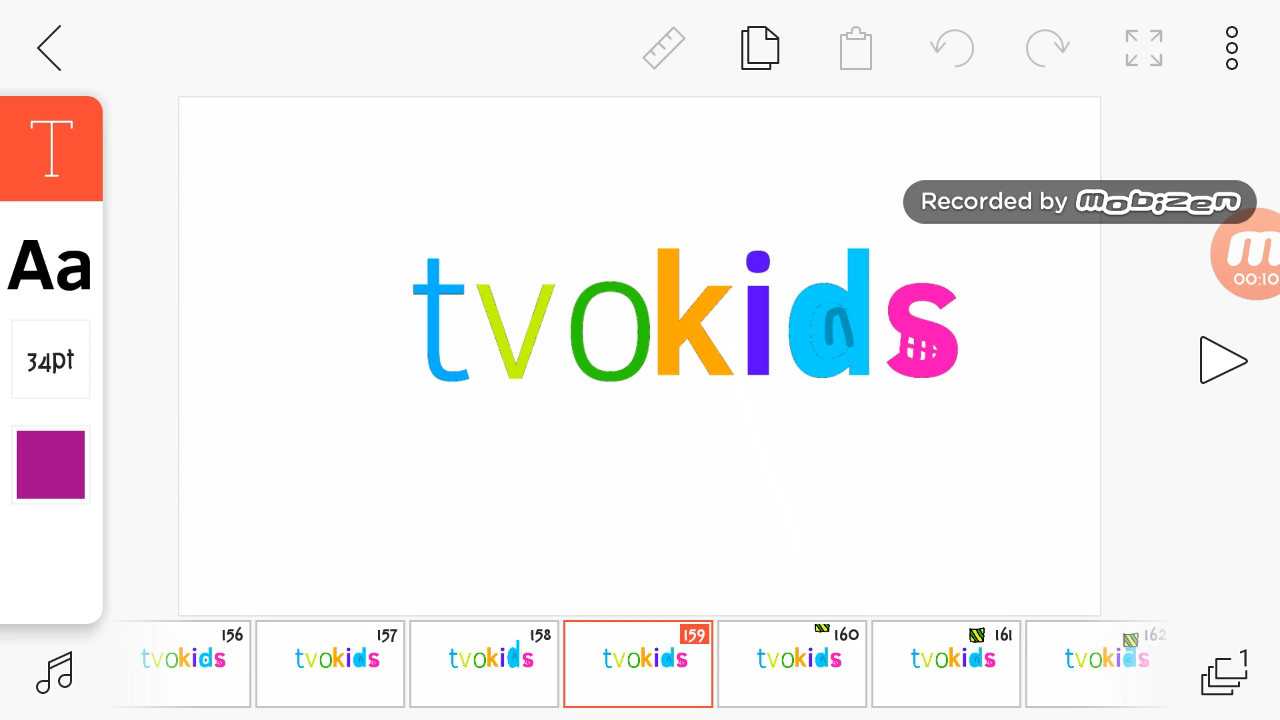 T
Recorded by mobizen
Aa
m
00:10
tvokids
34pt
156 157 158 159 160 161 162
tvokids tvokids tvokids tvokids tvokids tvokids tvokids
1